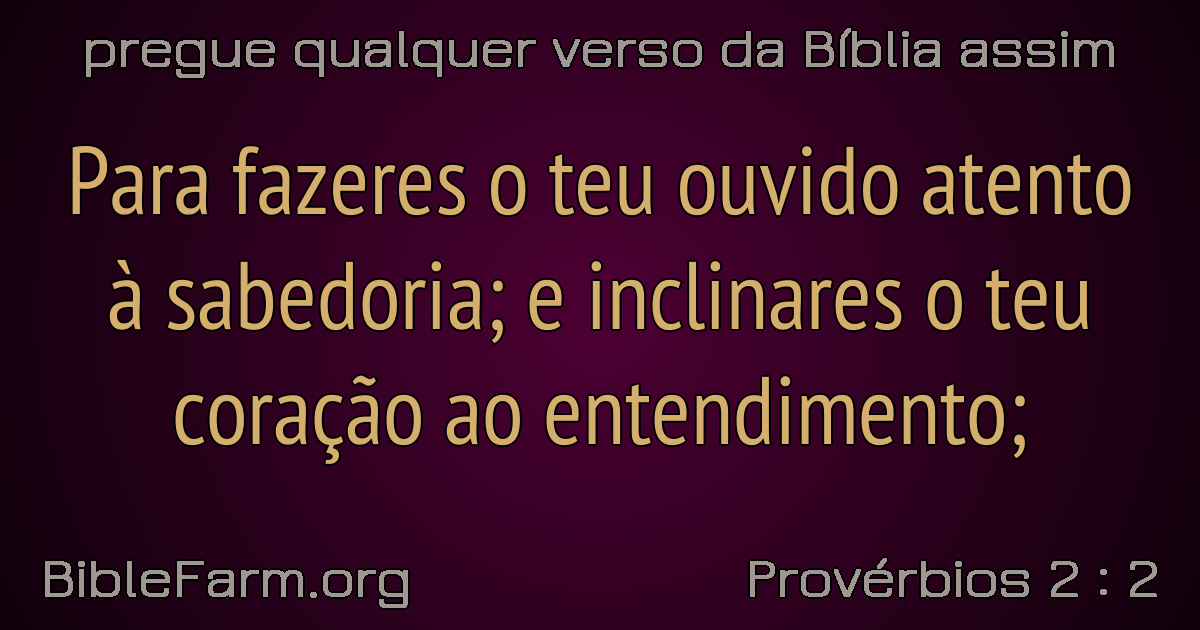 pregue qualquer verso da Bíblia assim
Para fazeres o teu ouvido atento
à sabedoria; e inclinares o teu
coração ao entendimento;
BibleFarm.org
Provérbios 2 : 2